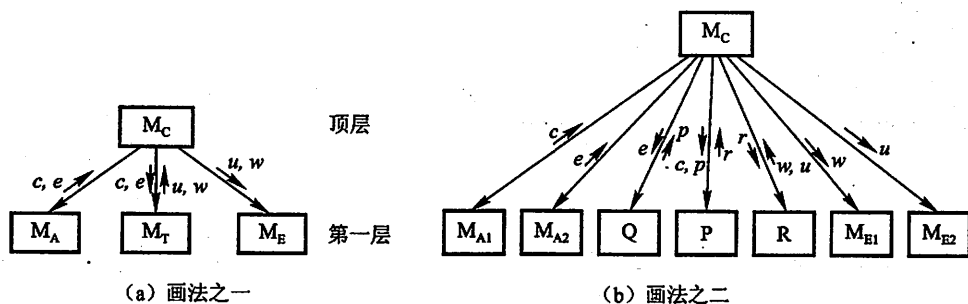 M_C
顶层
c, e
c, e
u, w
u, w
M_A
M_T
M_E
第一层
(a) 画法之一
M_C
c
e
e
p
c, p
r
r
w, u
w
u
M_A1
M_A2
Q
P
R
M_E1
M_E2
(b) 画法之二